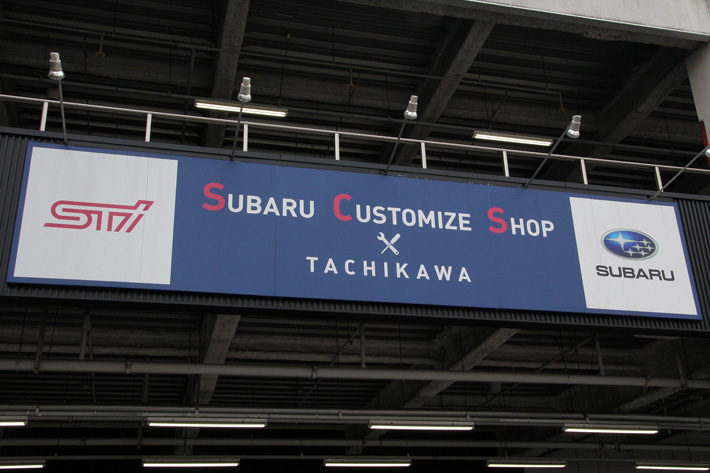 STI
SUBARU CUSTOMIZE SHOP
TACHIKAWA
SUBARU